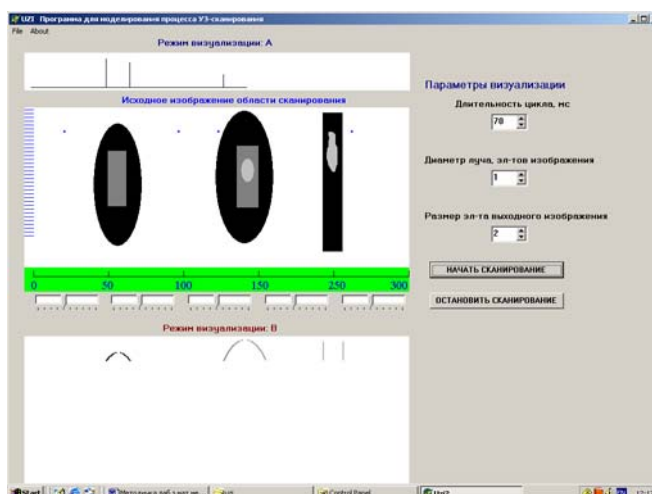 UZI Программа для моделирования процесса УЗ-сканирования
File About
Режим визуализации: А
Исходное изображение области сканирования
Параметры визуализации
Длительность цикла, мс
70
Диаметр луча, эл-тов изображения
1
Размер эл-та выходного изображения
2
НАЧАТЬ СКАНИРОВАНИЕ
ОСТАНОВИТЬ СКАНИРОВАНИЕ
0 50 100 150 200 250 300
Режим визуализации: В
Start Методичка лаб Control Panel